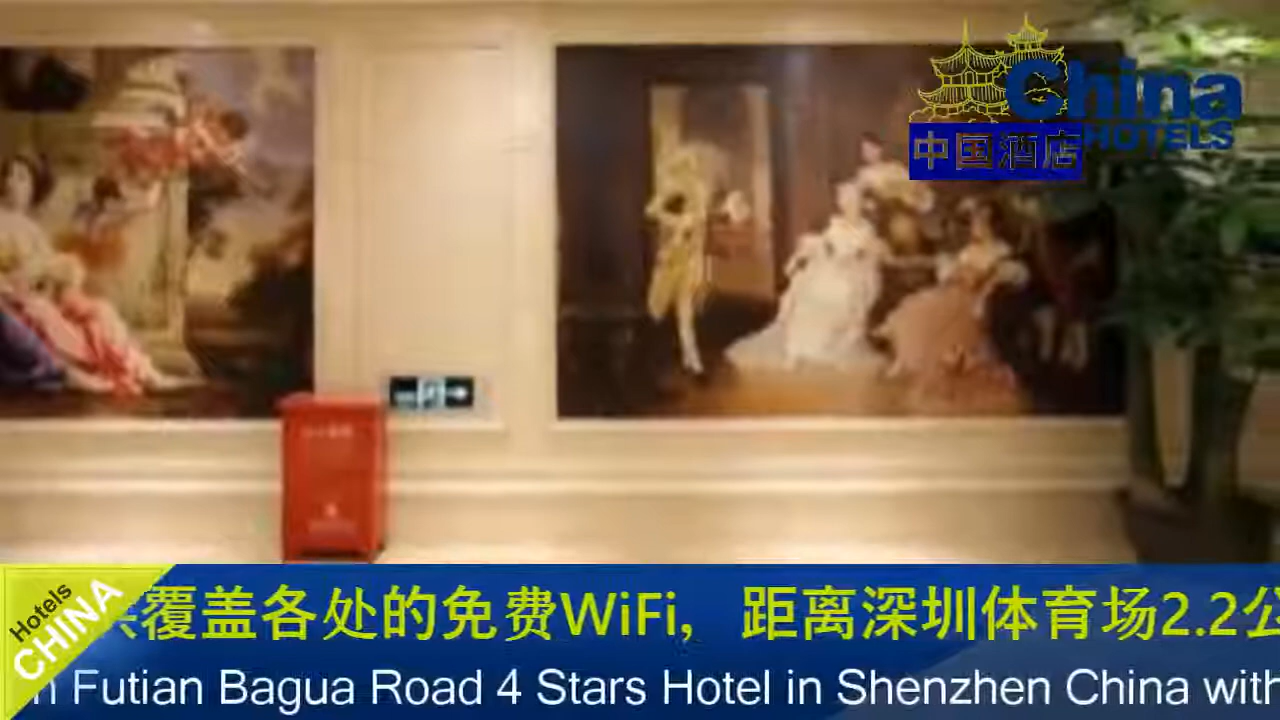 China
HOTELS
中国酒店
覆盖各处的免费WiFi，距离深圳体育场2.2公
Hotels
CHINA
n Futian Bagua Road 4 Stars Hotel in Shenzhen China with